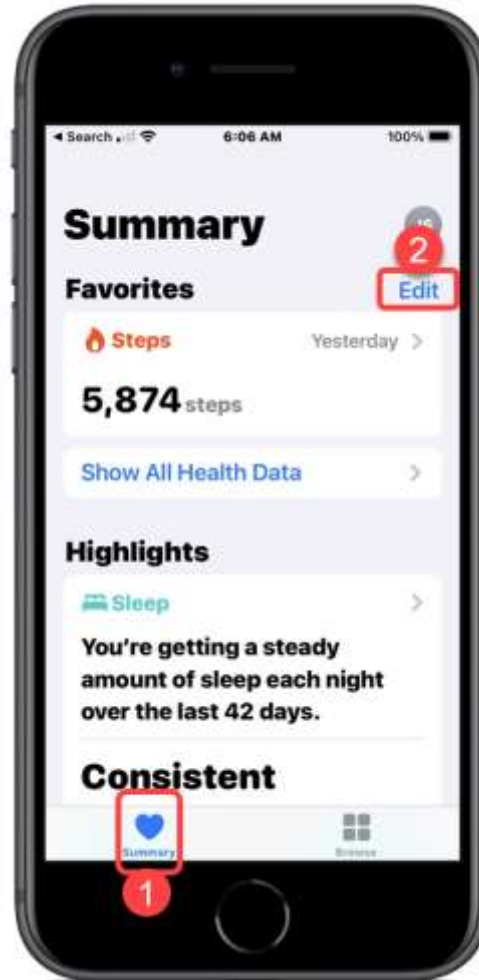 Search 6:06 AM 100%
Summary
2
Favorites Edit
Steps Yesterday
5,874 steps
Show All Health Data
Highlights
Sleep
You're getting a steady
amount of sleep each night
over the last 42 days.
Consistent
Summary Browse
1